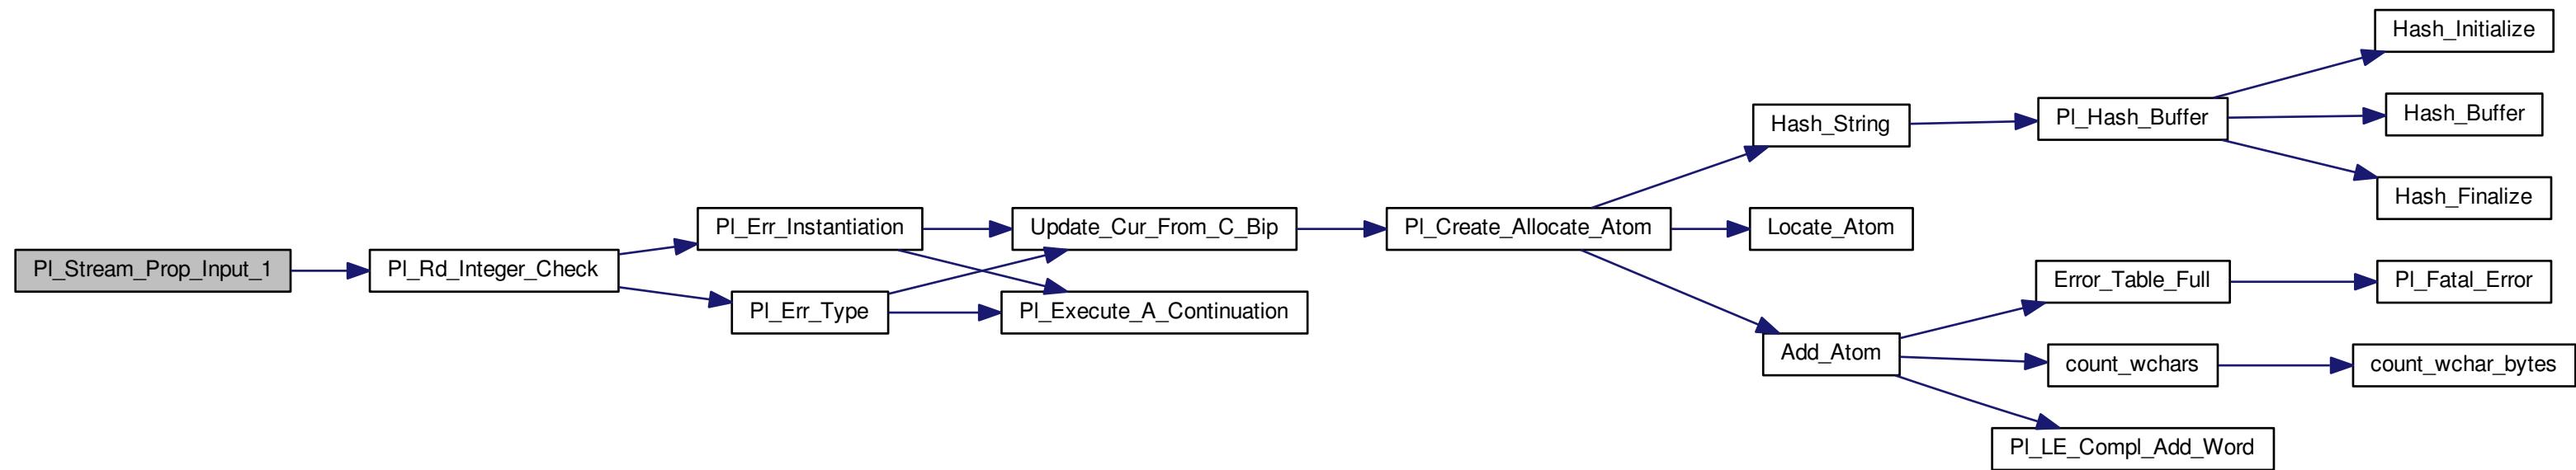 Pl_Stream_Prop_Input_1
Pl_Rd_Integer_Check
Pl_Err_Instantiation
Pl_Err_Type
Update_Cur_From_C_Bip
Pl_Execute_A_Continuation
Pl_Create_Allocate_Atom
Hash_String
Locate_Atom
Add_Atom
Pl_Hash_Buffer
Error_Table_Full
count_wchars
Pl_LE_Compl_Add_Word
Hash_Initialize
Hash_Buffer
Hash_Finalize
Pl_Fatal_Error
count_wchar_bytes